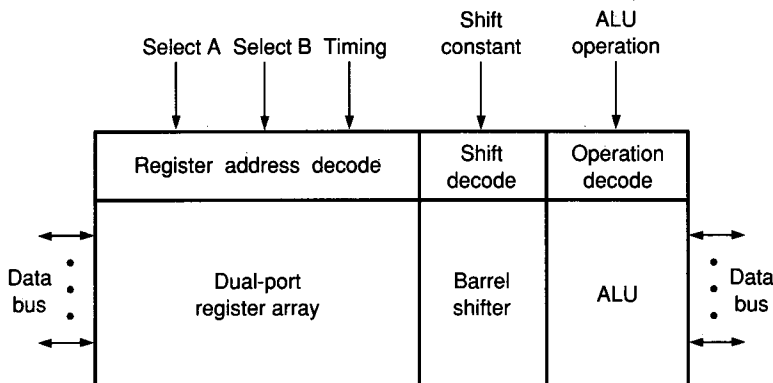 Shift
constant
ALU
operation
Select A Select B Timing
Register address decode
Shift
decode
Operation
decode
Data
bus
Dual-port
register array
Barrel
shifter
ALU
Data
bus